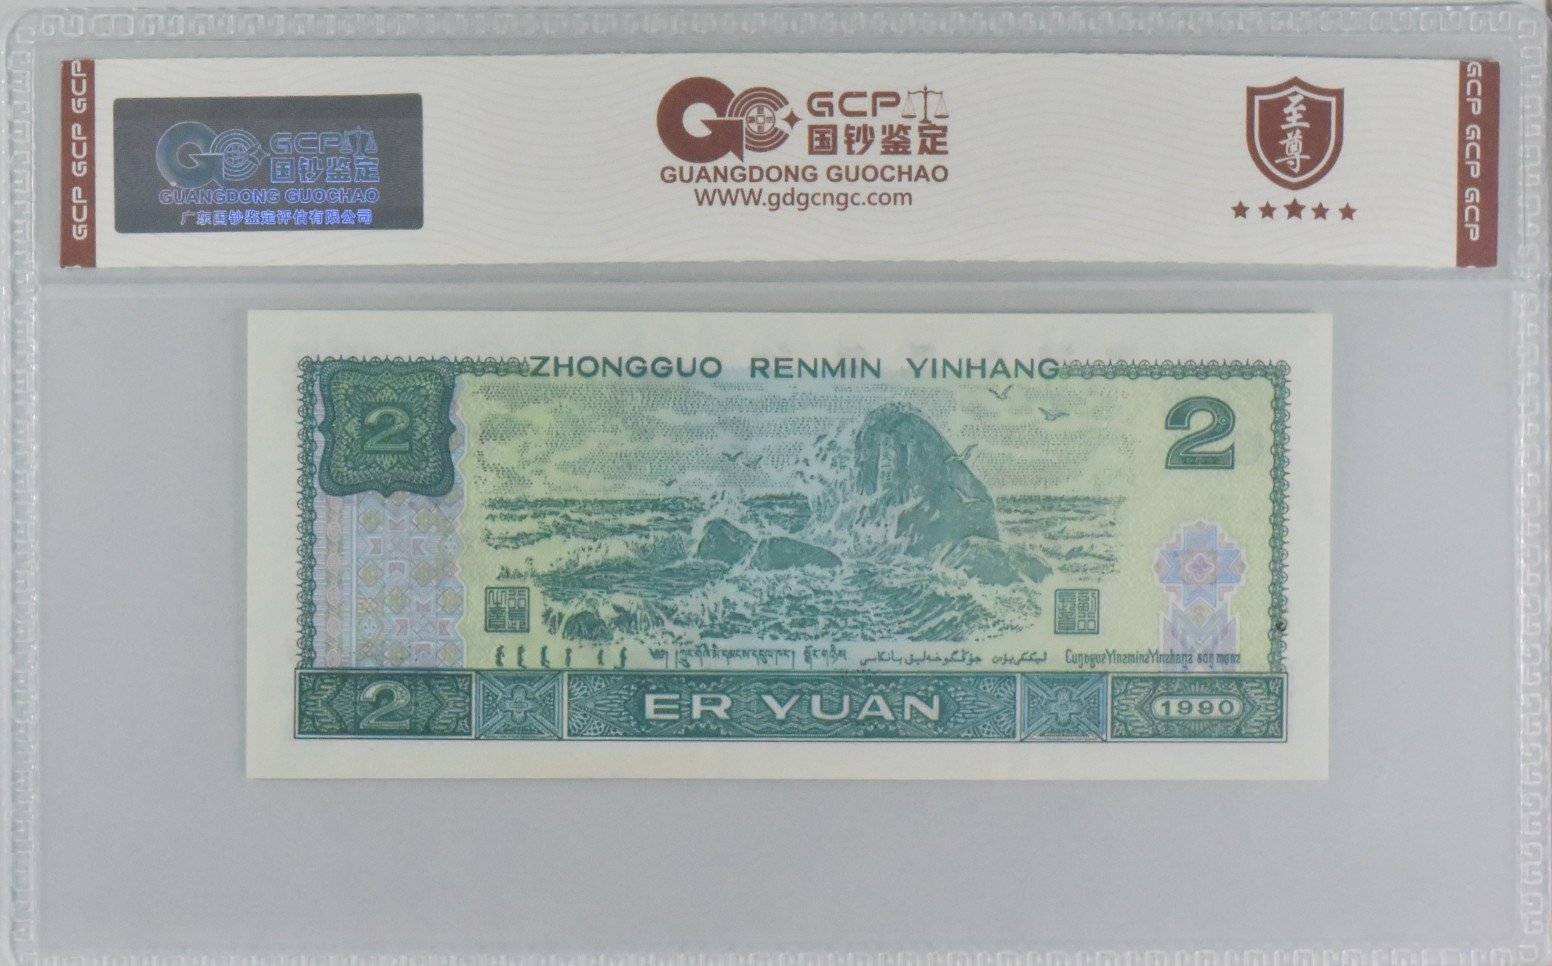 GCP GCP GCP
GCP
国钞鉴定
GUANGDONG GUOCHAO
广东国钞鉴定评估有限公司
GCP
国钞鉴定
GUANGDONG GUOCHAO
WWW.gdgcngc.com
至尊
GCP GCP GCP
ZHONGGUO RENMIN YINHANG
2
2
2
ER YUAN
1990